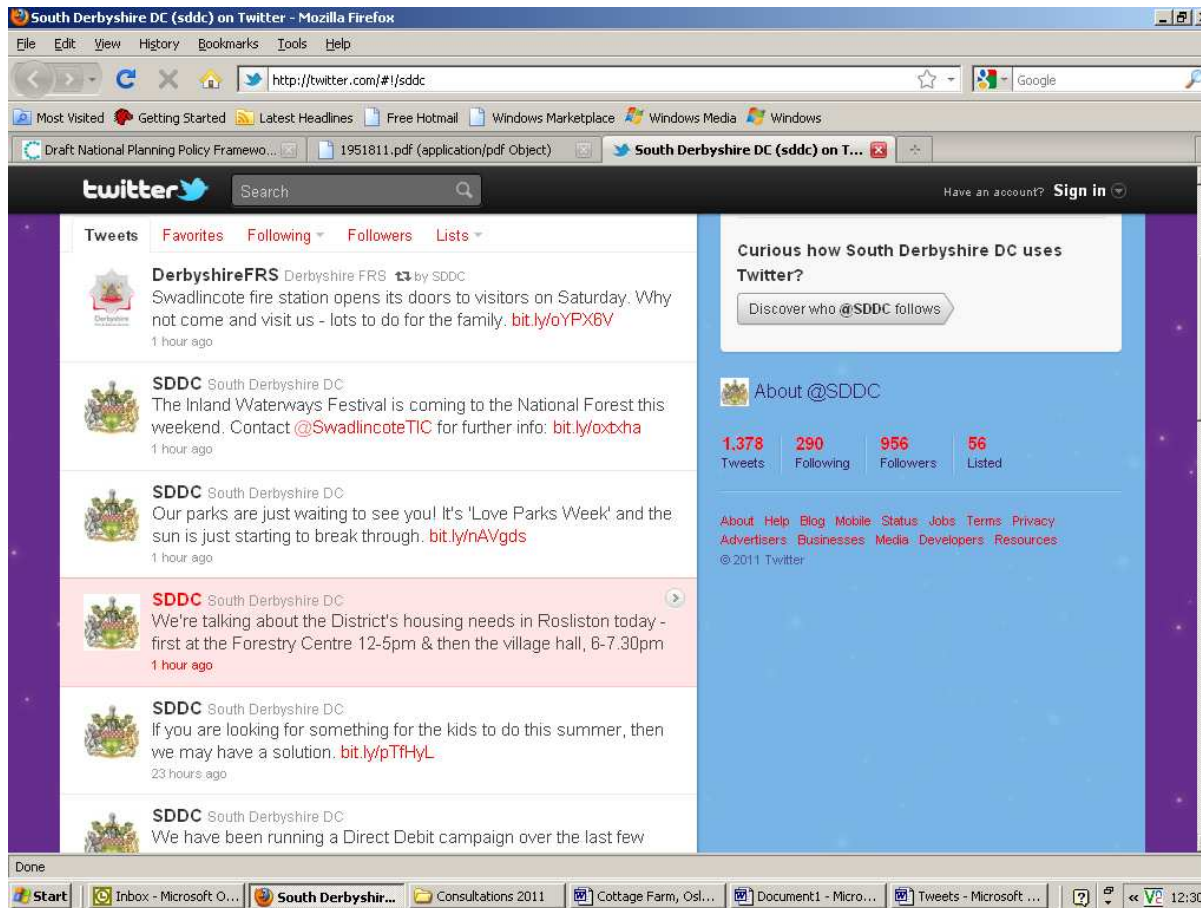 South Derbyshire DC (sddc) on Twitter - Mozilla Firefox
File Edit View History Bookmarks Tools Help
http://twitter.com/#!/sddc
Google
Most Visited Getting Started Latest Headlines Free Hotmail Windows Marketplace Windows Media Windows
Draft National Planning Policy Framewo... 1951811.pdf (application/pdf Object) South Derbyshire DC (sddc) on T...
twitter Search Have an account? Sign in
Tweets Favorites Following Followers Lists
DerbyshireFRS Derbyshire FRS by SDDC
Swadlincote fire station opens its doors to visitors on Saturday. Why
not come and visit us - lots to do for the family. bit.ly/oYPX6V
1 hour ago
SDDC South Derbyshire DC
The Inland Waterways Festival is coming to the National Forest this
weekend. Contact @SwadlincoteTIC for further info: bit.ly/oxtxha
1 hour ago
SDDC South Derbyshire DC
Our parks are just waiting to see you! It's 'Love Parks Week' and the
sun is just starting to break through. bit.ly/nAVgds
1 hour ago
SDDC South Derbyshire DC
We're talking about the District's housing needs in Rosliston today -
first at the Forestry Centre 12-5pm & then the village hall, 6-7.30pm
1 hour ago
SDDC South Derbyshire DC
If you are looking for something for the kids to do this summer, then
we may have a solution. bit.ly/pTfHyL
23 hours ago
SDDC South Derbyshire DC
We have been running a Direct Debit campaign over the last few
Curious how South Derbyshire DC uses
Twitter?
Discover who @SDDC follows
About @SDDC
1,378 290 956 56
Tweets Following Followers Listed
About Help Blog Mobile Status Jobs Terms Privacy
Advertisers Businesses Media Developers Resources
© 2011 Twitter
Done
Start Inbox - Microsoft O... South Derbyshir... Consultations 2011 Cottage Farm, Osl... Document1 - Micro... Tweets - Microsoft ... 12:30